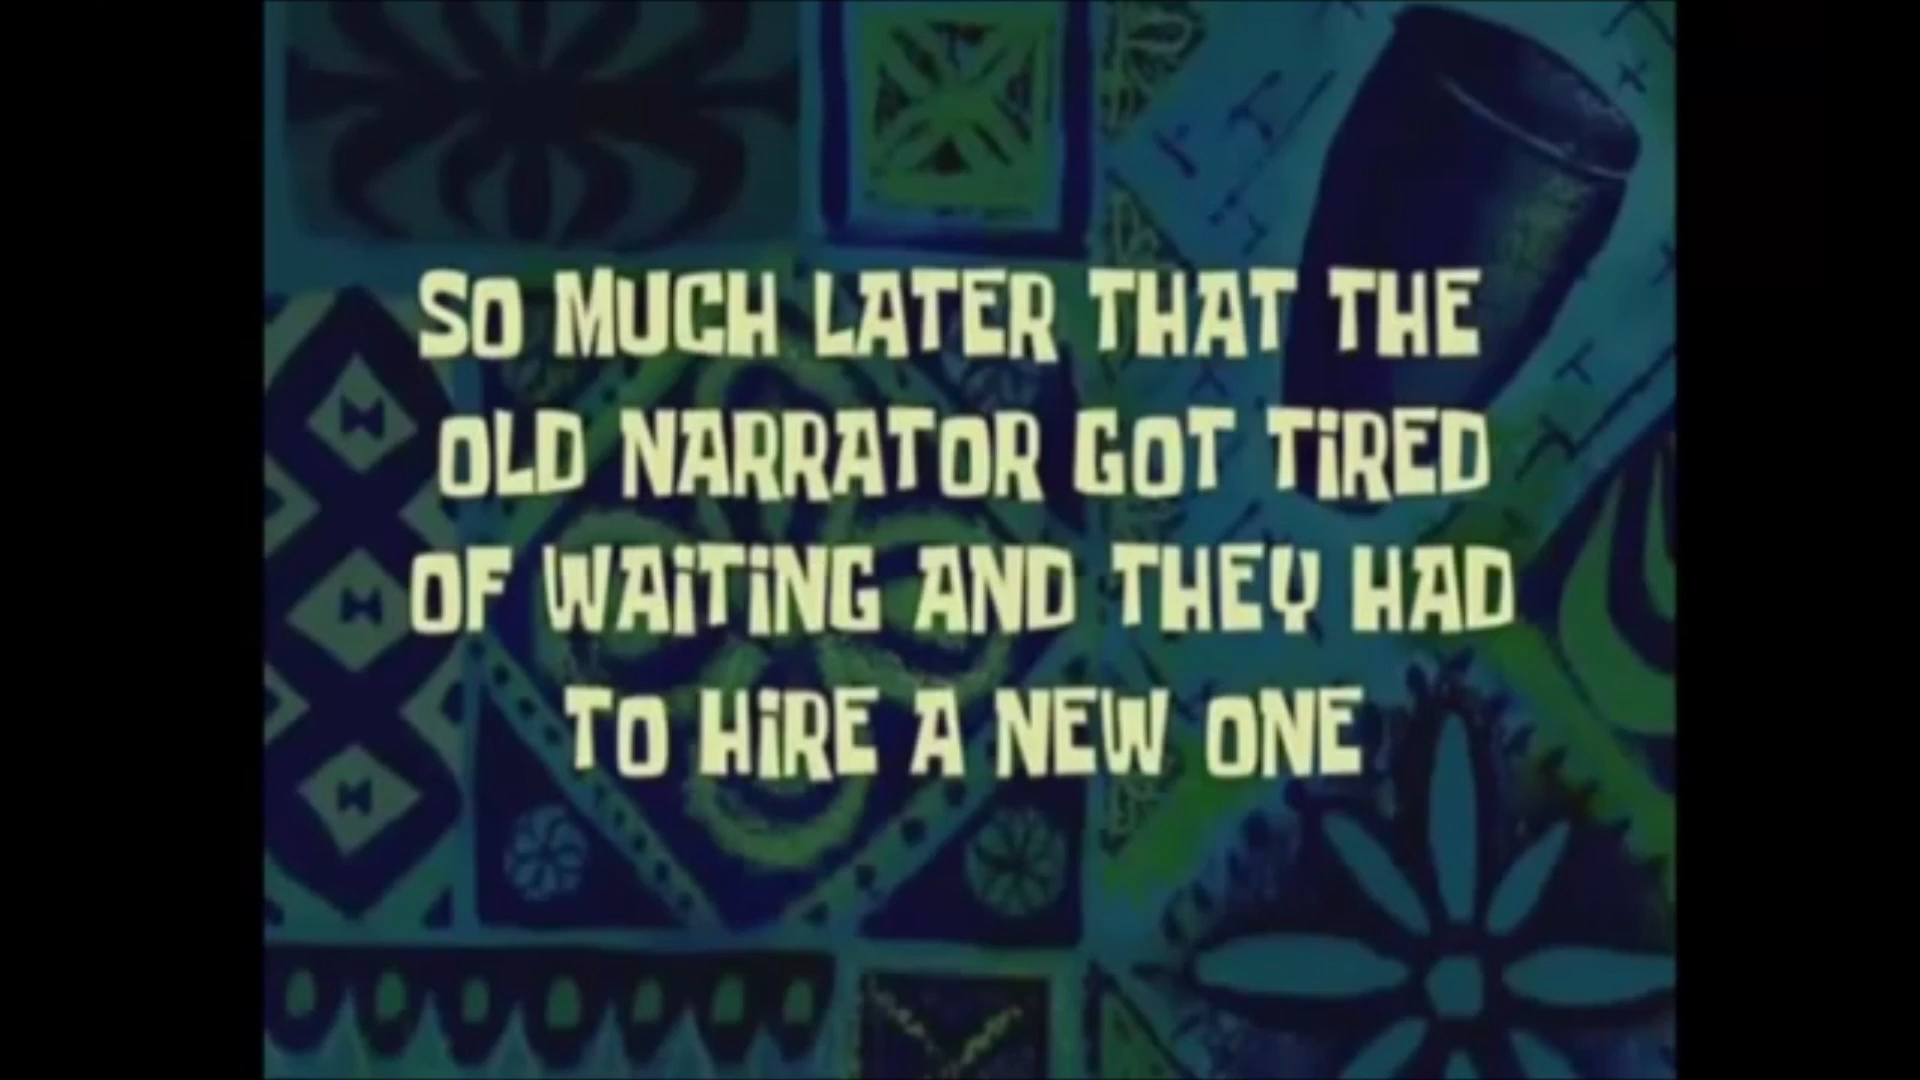 SO MUCH LATER THAT THE
OLD NARRATOR GOT TIRED
OF WAITING AND THEY HAD
TO HIRE A NEW ONE